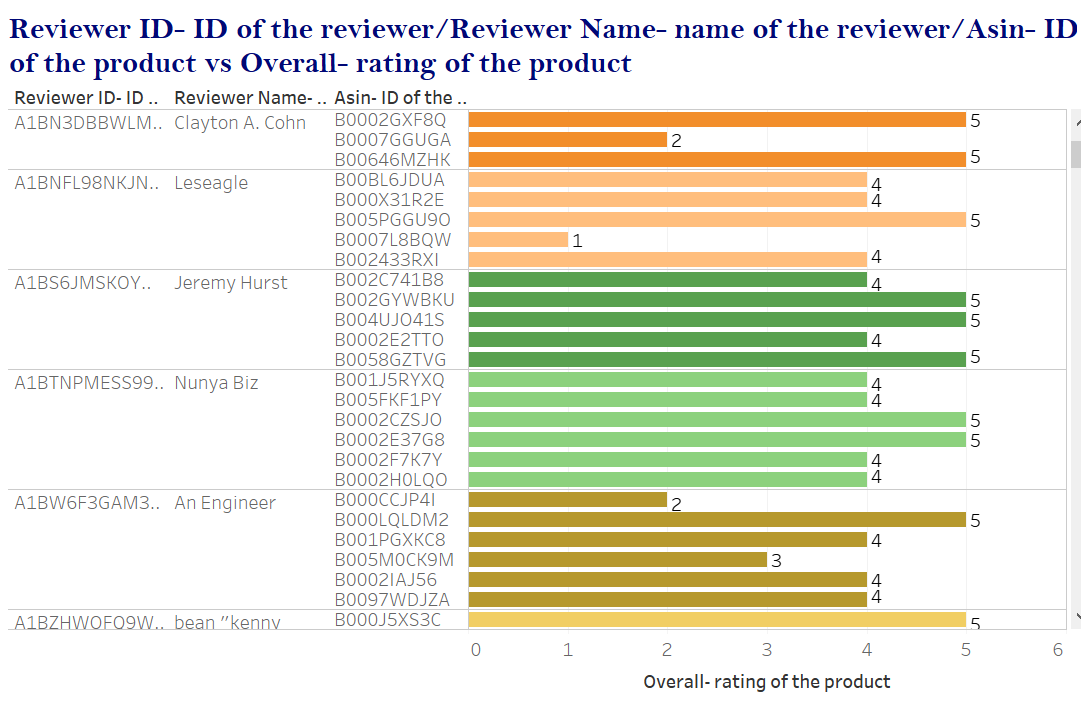 Reviewer ID- ID of the reviewer/Reviewer Name- name of the reviewer/Asin- ID
of the product vs Overall- rating of the product
Reviewer ID- ID .. Reviewer Name- .. Asin- ID of the ..
A1BN3DBBWLM.. Clayton A. Cohn B0002GXF8Q 5
B0007GGUGA 2
B00646MZHK 5
A1BNFL98NKJN.. Leseagle B00BL6JDUA 4
B000X31R2E 4
B005PGGU9O 5
B0007L8BQW 1
B002433RXI 4
A1BS6JMSKOY.. Jeremy Hurst B002C741B8 4
B002GYWBKU 5
B004UJO41S 5
B0002E2TTO 4
B0058GZTVG 5
A1BTNPMESS99.. Nunya Biz B001J5RYXQ 4
B005FKF1PY 4
B0002CZSJO 5
B0002E37G8 5
B0002F7K7Y 4
B0002H0LQO 4
A1BW6F3GAM3.. An Engineer B000CCJP4I 2
B000LQLDM2 5
B001PGXKC8 4
B005M0CK9M 3
B0002IAJ56 4
B0097WDJZA 4
A1BZHWOFO9W.. bean "kenny B000J5XS3C 5
0 1 2 3 4 5 6
Overall- rating of the product